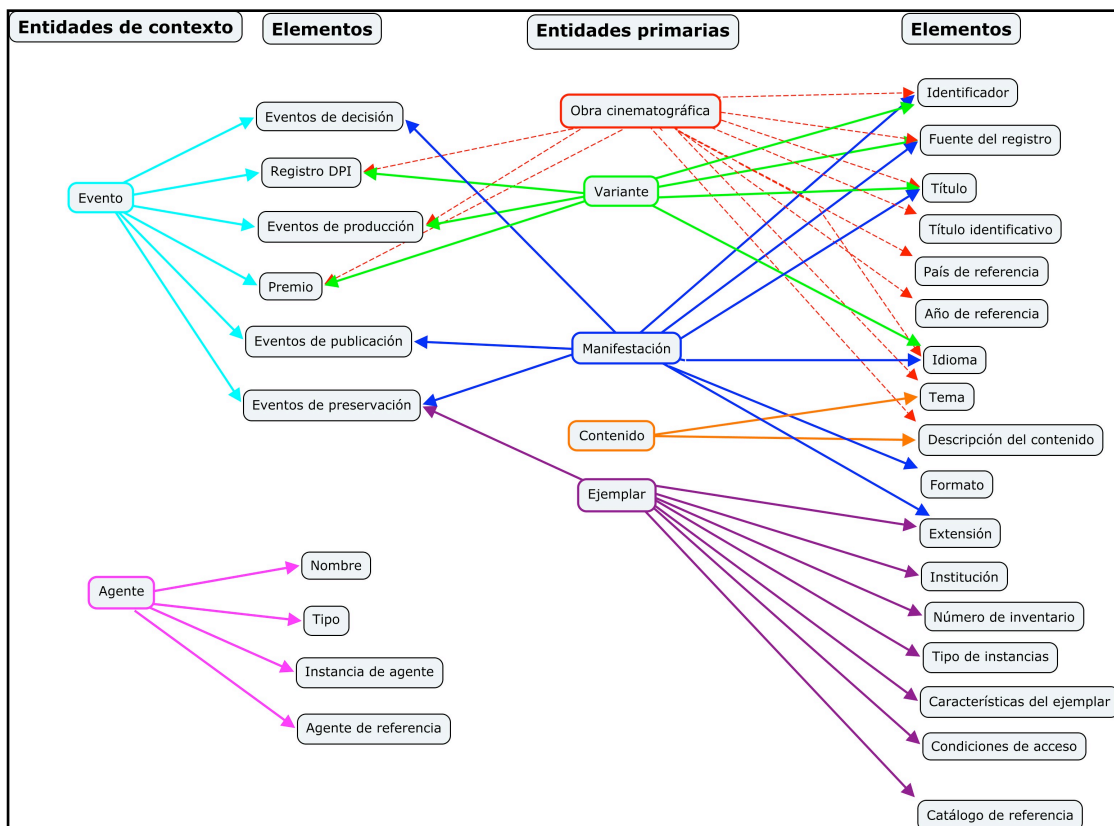 Entidades de contexto
Elementos
Entidades primarias
Elementos
Evento
Eventos de decisión
Registro DPI
Eventos de producción
Premio
Eventos de publicación
Eventos de preservación
Agente
Nombre
Tipo
Instancia de agente
Agente de referencia
Obra cinematográfica
Variante
Manifestación
Contenido
Ejemplar
Identificador
Fuente del registro
Título
Título identificativo
País de referencia
Año de referencia
Idioma
Tema
Descripción del contenido
Formato
Extensión
Institución
Número de inventario
Tipo de instancias
Características del ejemplar
Condiciones de acceso
Catálogo de referencia